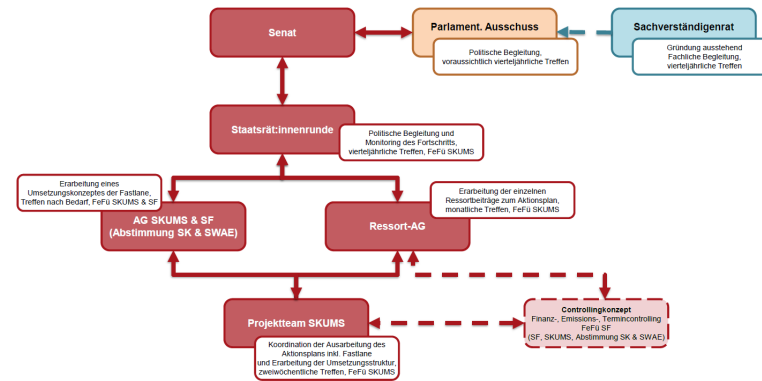 Senat
Parlament. Ausschuss
Politische Begleitung,
voraussichtlich vierteljährliche Treffen
Sachverständigenrat
Gründung ausstehend
Fachliche Begleitung,
vierteljährliche Treffen
Staatsrät:innenrunde
Politische Begleitung und
Monitoring des Fortschritts,
vierteljährliche Treffen, FeFü SKUMS
Erarbeitung eines
Umsetzungskonzeptes der Fastlane,
Treffen nach Bedarf, FeFü SKUMS & SF
AG SKUMS & SF
(Abstimmung SK & SWAE)
Erarbeitung der einzelnen
Ressortbeiträge zum Aktionsplan,
monatliche Treffen, FeFü SKUMS
Ressort-AG
Projektteam SKUMS
Koordination der Ausarbeitung des
Aktionsplans inkl. Fastlane
und Erarbeitung der Umsetzungsstruktur,
zweiwöchentliche Treffen, FeFü SKUMS
Controllingkonzept
Finanz-, Emissions-, Termincontrolling
FeFü SF
(SF, SKUMS, Abstimmung SK & SWAE)